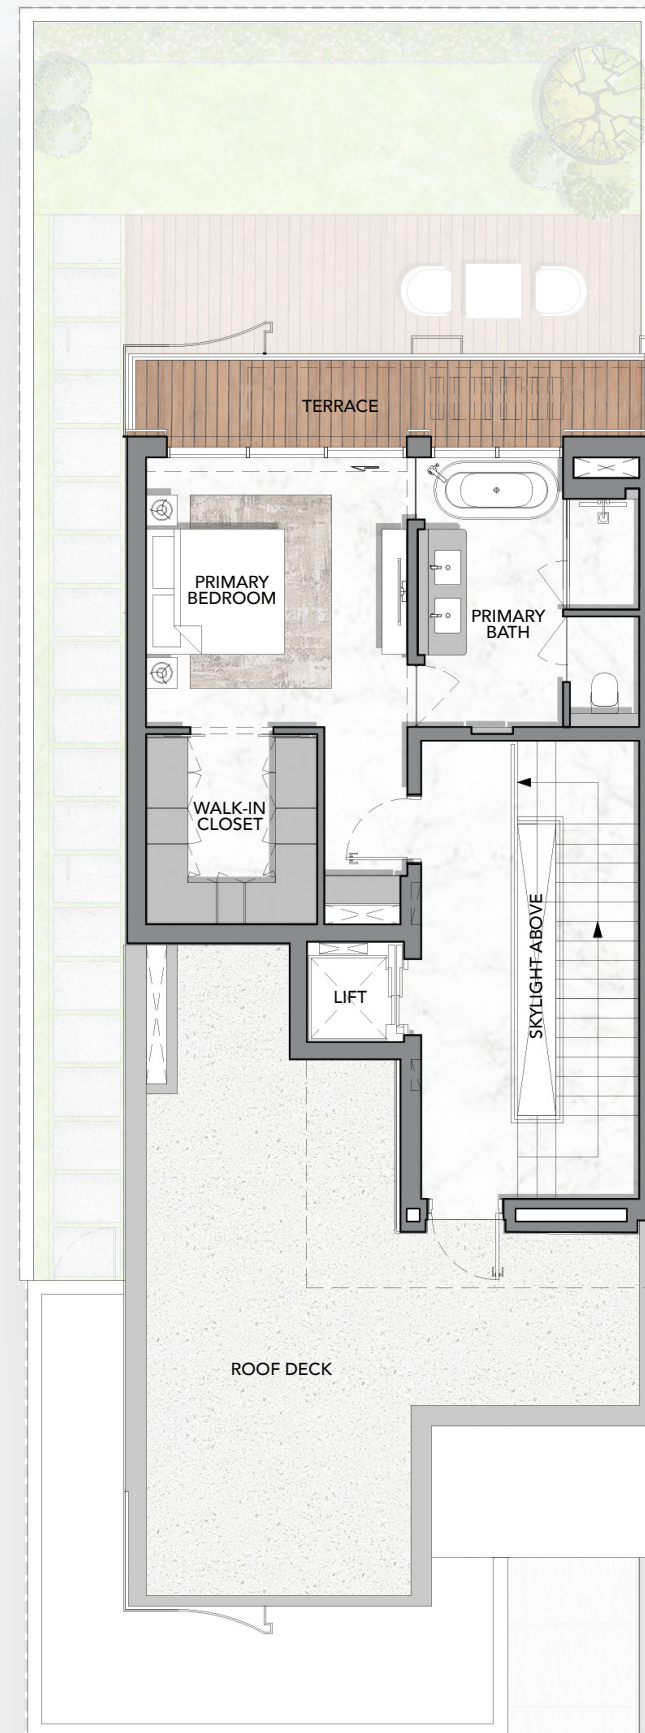 TERRACE
PRIMARY
BEDROOM
PRIMARY
BATH
WALK-IN
CLOSET
SKYLIGHT ABOVE
LIFT
ROOF DECK